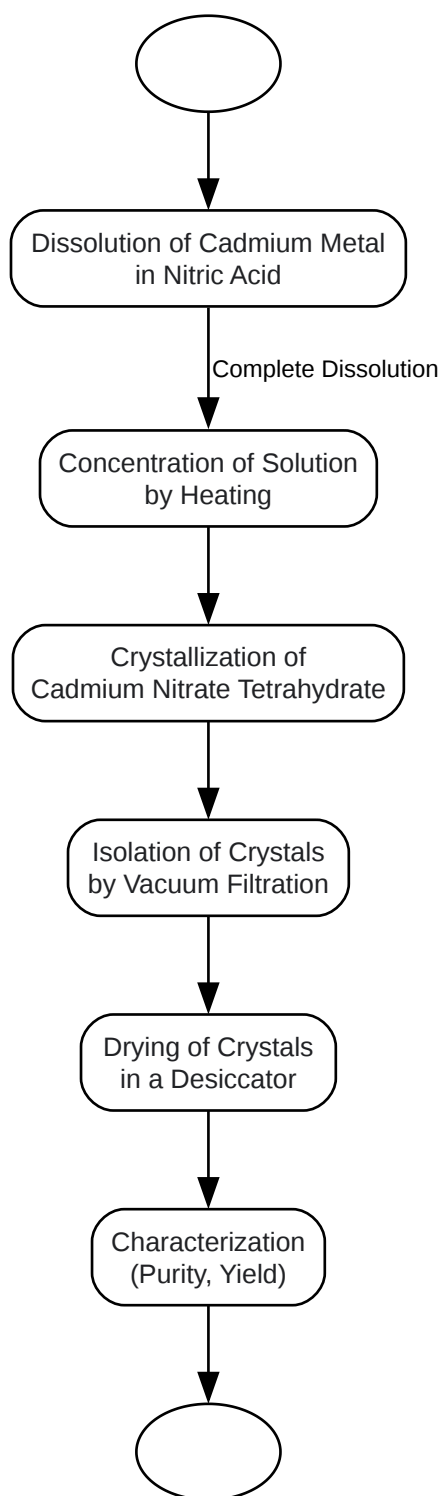 Dissolution of Cadmium Metal
in Nitric Acid
Complete Dissolution
Concentration of Solution
by Heating
Crystallization of
Cadmium Nitrate Tetrahydrate
Isolation of Crystals
by Vacuum Filtration
Drying of Crystals
in a Desiccator
Characterization
(Purity, Yield)